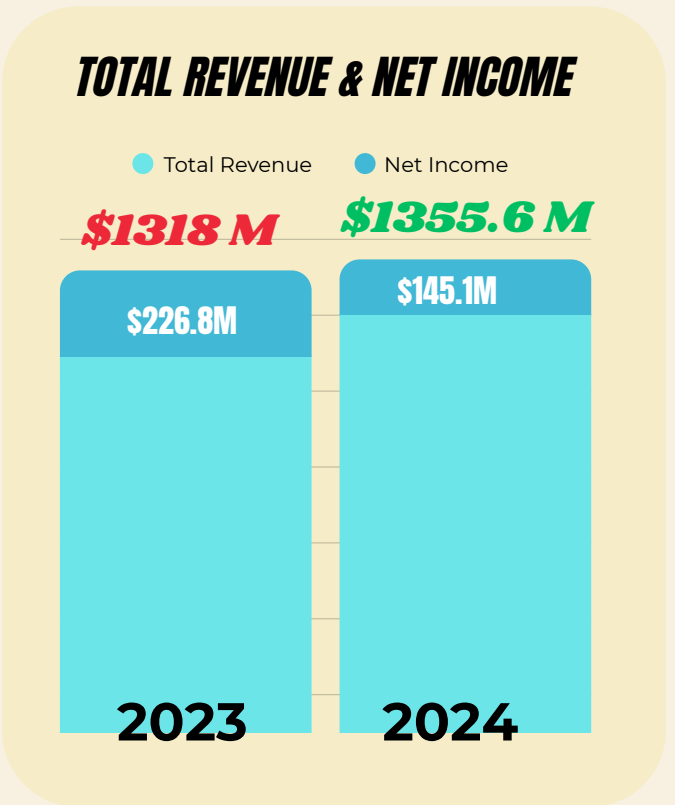 TOTAL REVENUE & NET INCOME
Total Revenue Net Income
$1318 M $1355.6 M
$226.8M $145.1M
2023 2024